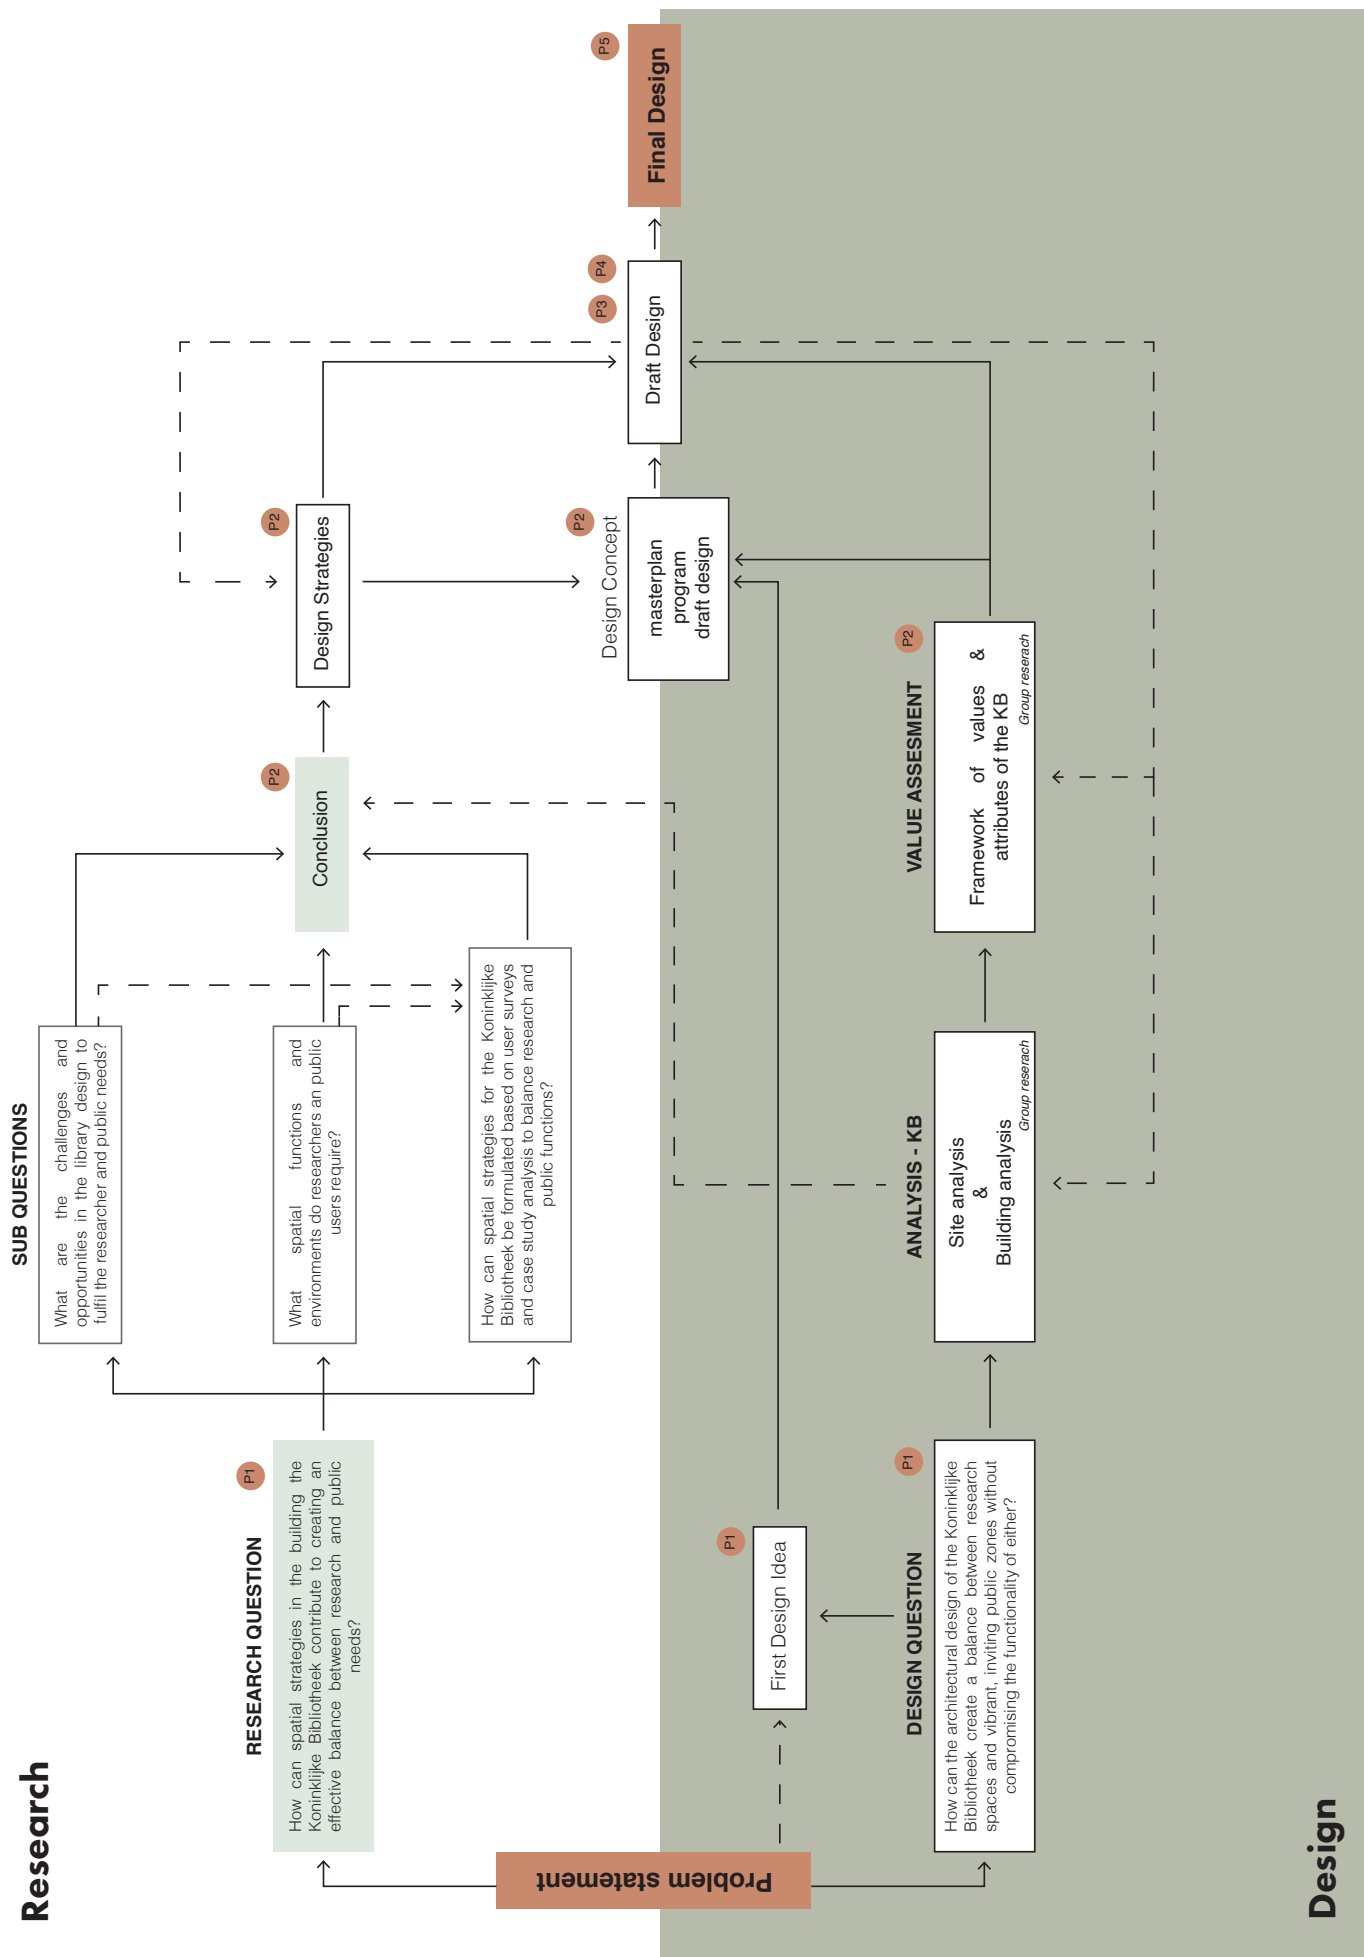 Research
SUB QUESTIONS
What are the challenges and
opportunities in the library design to
fulfil the researcher and public needs?
RESEARCH QUESTION
P1
How can spatial strategies in the building the
Koninklijke Bibliotheek contribute to creating an
effective balance between research and public
needs?
What spatial functions and
environments do researchers an public
users require?
P2
Conclusion
P2
Design Strategies
How can spatial strategies for the Koninklijke
Bibliotheek be formulated based on user surveys
and case study analysis to balance research and
public functions?
Problem statement
P2
Design Concept
masterplan
program
draft design
P3
P4
Draft Design
P5
Final Design
P1
First Design Idea
DESIGN QUESTION
P1
How can the architectural design of the Koninklijke
Bibliotheek create a balance between research
spaces and vibrant, inviting public zones without
compromising the functionality of either?
ANALYSIS - KB
Site analysis
&
Building analysis
Group reserach
VALUE ASSESMENT
P2
Framework of values &
attributes of the KB
Group reserach
Design